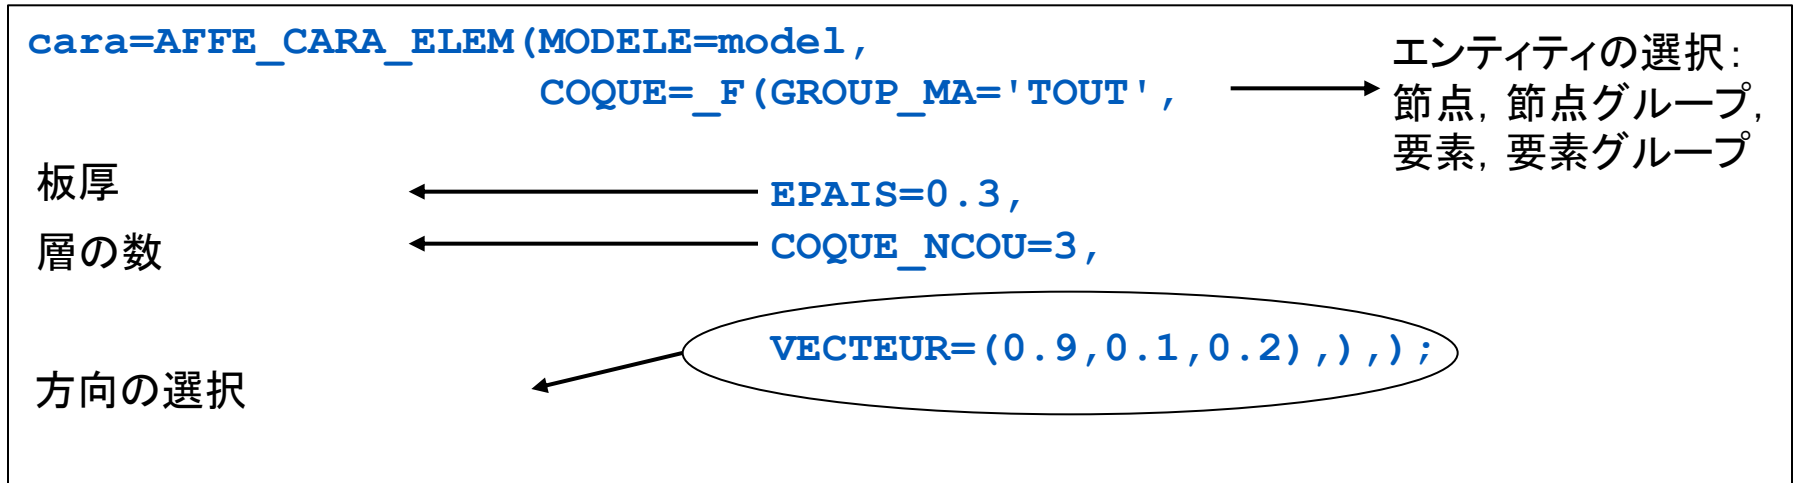 cara=AFFE_CARA_ELEM(MODELE=model,
COQUE=_F(GROUP_MA='TOUT',
エンティティの選択:
節点, 節点グループ,
要素, 要素グループ
板厚
EPAIS=0.3,
層の数
COQUE_NCOU=3,
VECTEUR=(0.9,0.1,0.2),),);
方向の選択